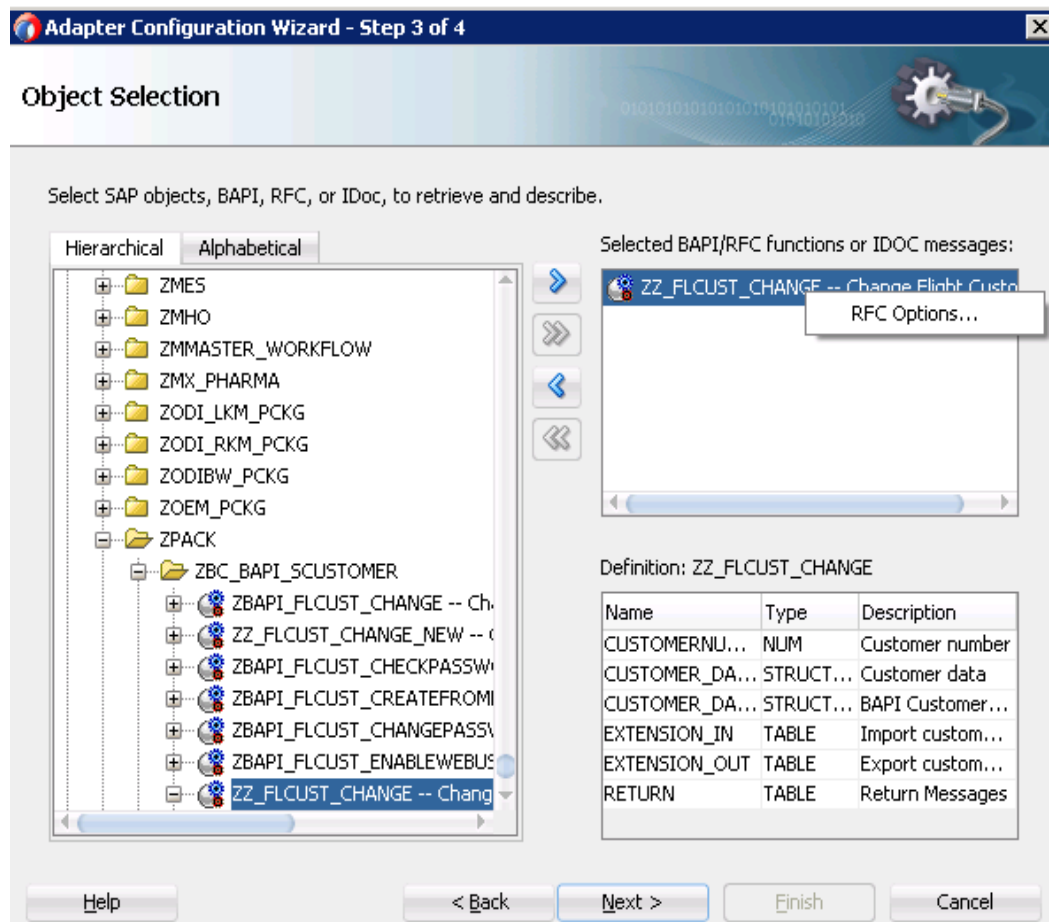 Adapter Configuration Wizard - Step 3 of 4
Object Selection
Select SAP objects, BAPI, RFC, or IDoc, to retrieve and describe.
Hierarchical Alphabetical
ZMES
ZMHO
ZMMASTER_WORKFLOW
ZMX_PHARMA
ZODI_LKM_PCKG
ZODI_RKM_PCKG
ZODIBW_PCKG
ZOEM_PCKG
ZPACK
ZBC_BAPI_SCUSTOMER
ZBAPI_FLCUST_CHANGE -- Ch
ZZ_FLCUST_CHANGE_NEW --
ZBAPI_FLCUST_CHECKPASSW
ZBAPI_FLCUST_CREATEFROM
ZBAPI_FLCUST_CHANGEPASS
ZBAPI_FLCUST_ENABLEWEBUS
ZZ_FLCUST_CHANGE -- Chang
Selected BAPI/RFC functions or IDOC messages:
ZZ_FLCUST_CHANGE -- Change Flight Custo
RFC Options...
Definition: ZZ_FLCUST_CHANGE
Name Type Description
CUSTOMERNU... NUM Customer number
CUSTOMER_DA... STRUCT... Customer data
CUSTOMER_DA... STRUCT... BAPI Customer...
EXTENSION_IN TABLE Import custom...
EXTENSION_OUT TABLE Export custom...
RETURN TABLE Return Messages
Help < Back Next > Finish Cancel